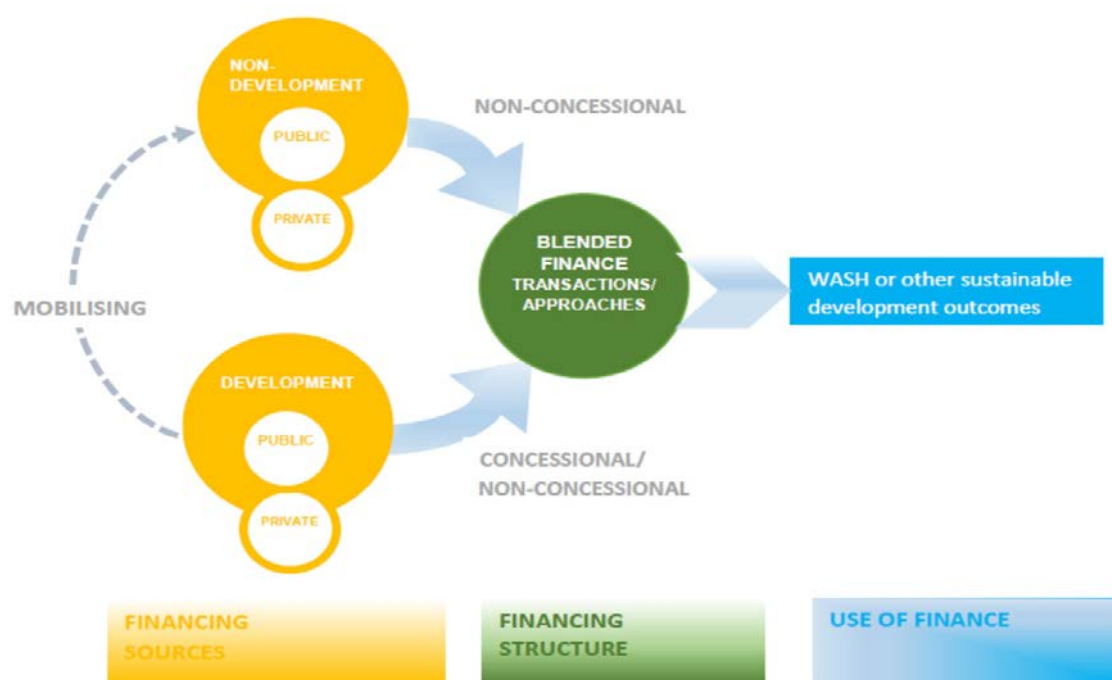 NON-
DEVELOPMENT
PUBLIC
PRIVATE
NON-CONCESSIONAL
MOBILISING
BLENDED
FINANCE
TRANSACTIONS/
APPROACHES
WASH or other sustainable
development outcomes
DEVELOPMENT
PUBLIC
PRIVATE
CONCESSIONAL/
NON-CONCESSIONAL
FINANCING
SOURCES
FINANCING
STRUCTURE
USE OF FINANCE